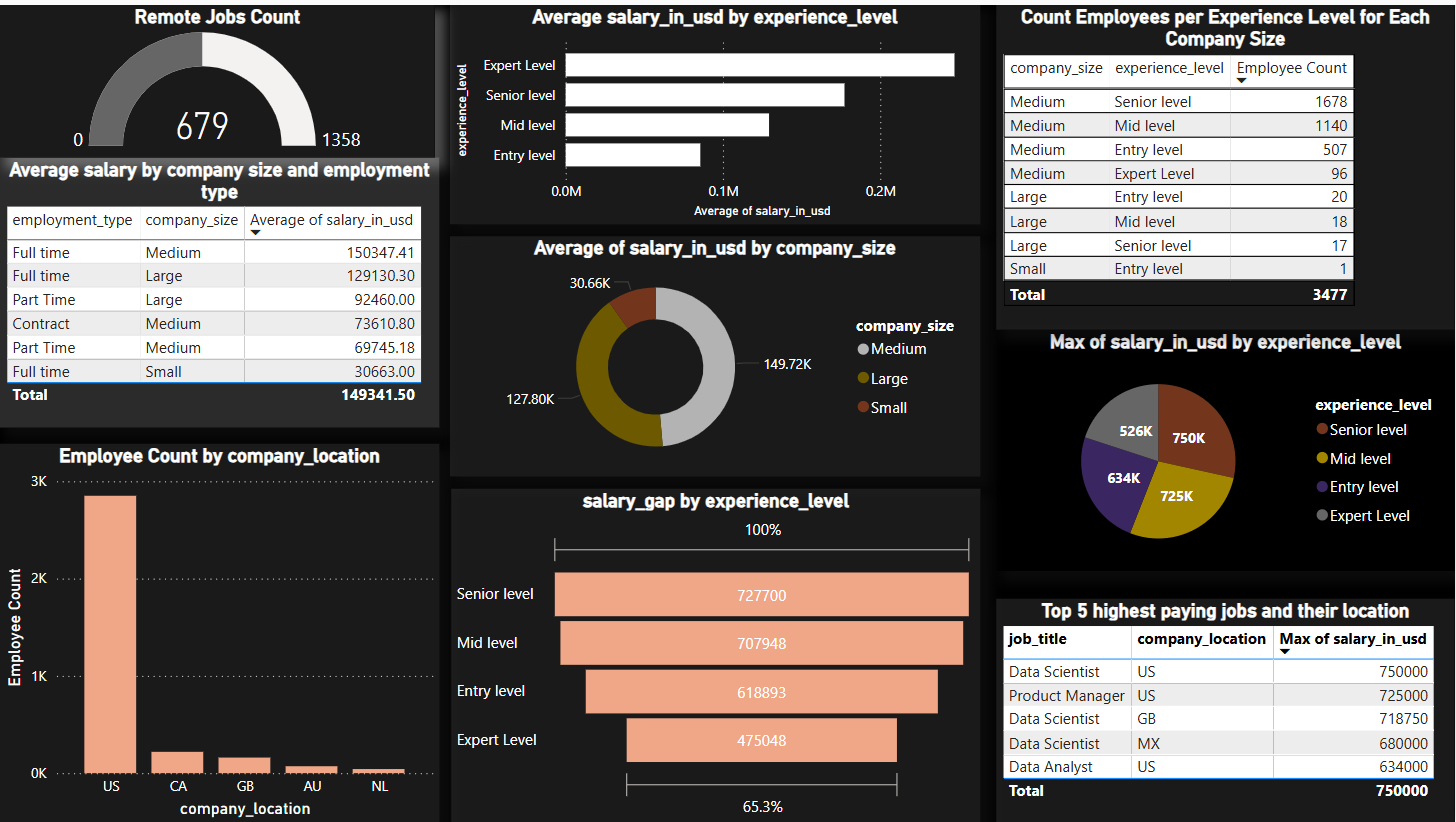 Remote Jobs Count
679
0
1358
Average salary by company size and employment
type
employment_type company_size Average of salary_in_usd
Full time Medium 150347.41
Full time Large 129130.30
Part Time Large 92460.00
Contract Medium 73610.80
Part Time Medium 69745.18
Full time Small 30663.00
Total 149341.50
Employee Count by company_location
Employee Count
3K
2K
1K
0K
US CA GB AU NL
company_location
Average salary_in_usd by experience_level
experience_level
Expert Level
Senior level
Mid level
Entry level
0.0M 0.1M 0.2M
Average of salary_in_usd
Average of salary_in_usd by company_size
30.66K
149.72K
127.80K
company_size
Medium
Large
Small
salary_gap by experience_level
100%
Senior level 727700
Mid level 707948
Entry level 618893
Expert Level 475048
65.3%
Count Employees per Experience Level for Each
Company Size
company_size experience_level Employee Count
Medium Senior level 1678
Medium Mid level 1140
Medium Entry level 507
Medium Expert Level 96
Large Entry level 20
Large Mid level 18
Large Senior level 17
Small Entry level 1
Total 3477
Max of salary_in_usd by experience_level
526K
750K
634K
725K
experience_level
Senior level
Mid level
Entry level
Expert Level
Top 5 highest paying jobs and their location
job_title company_location Max of salary_in_usd
Data Scientist US 750000
Product Manager US 725000
Data Scientist GB 718750
Data Scientist MX 680000
Data Analyst US 634000
Total 750000